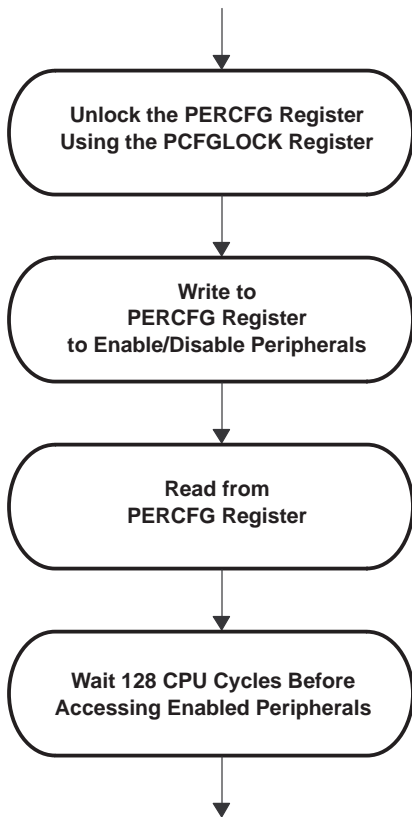 Unlock the PERCFG Register
Using the PCFGLOCK Register
Write to
PERCFG Register
to Enable/Disable Peripherals
Read from
PERCFG Register
Wait 128 CPU Cycles Before
Accessing Enabled Peripherals